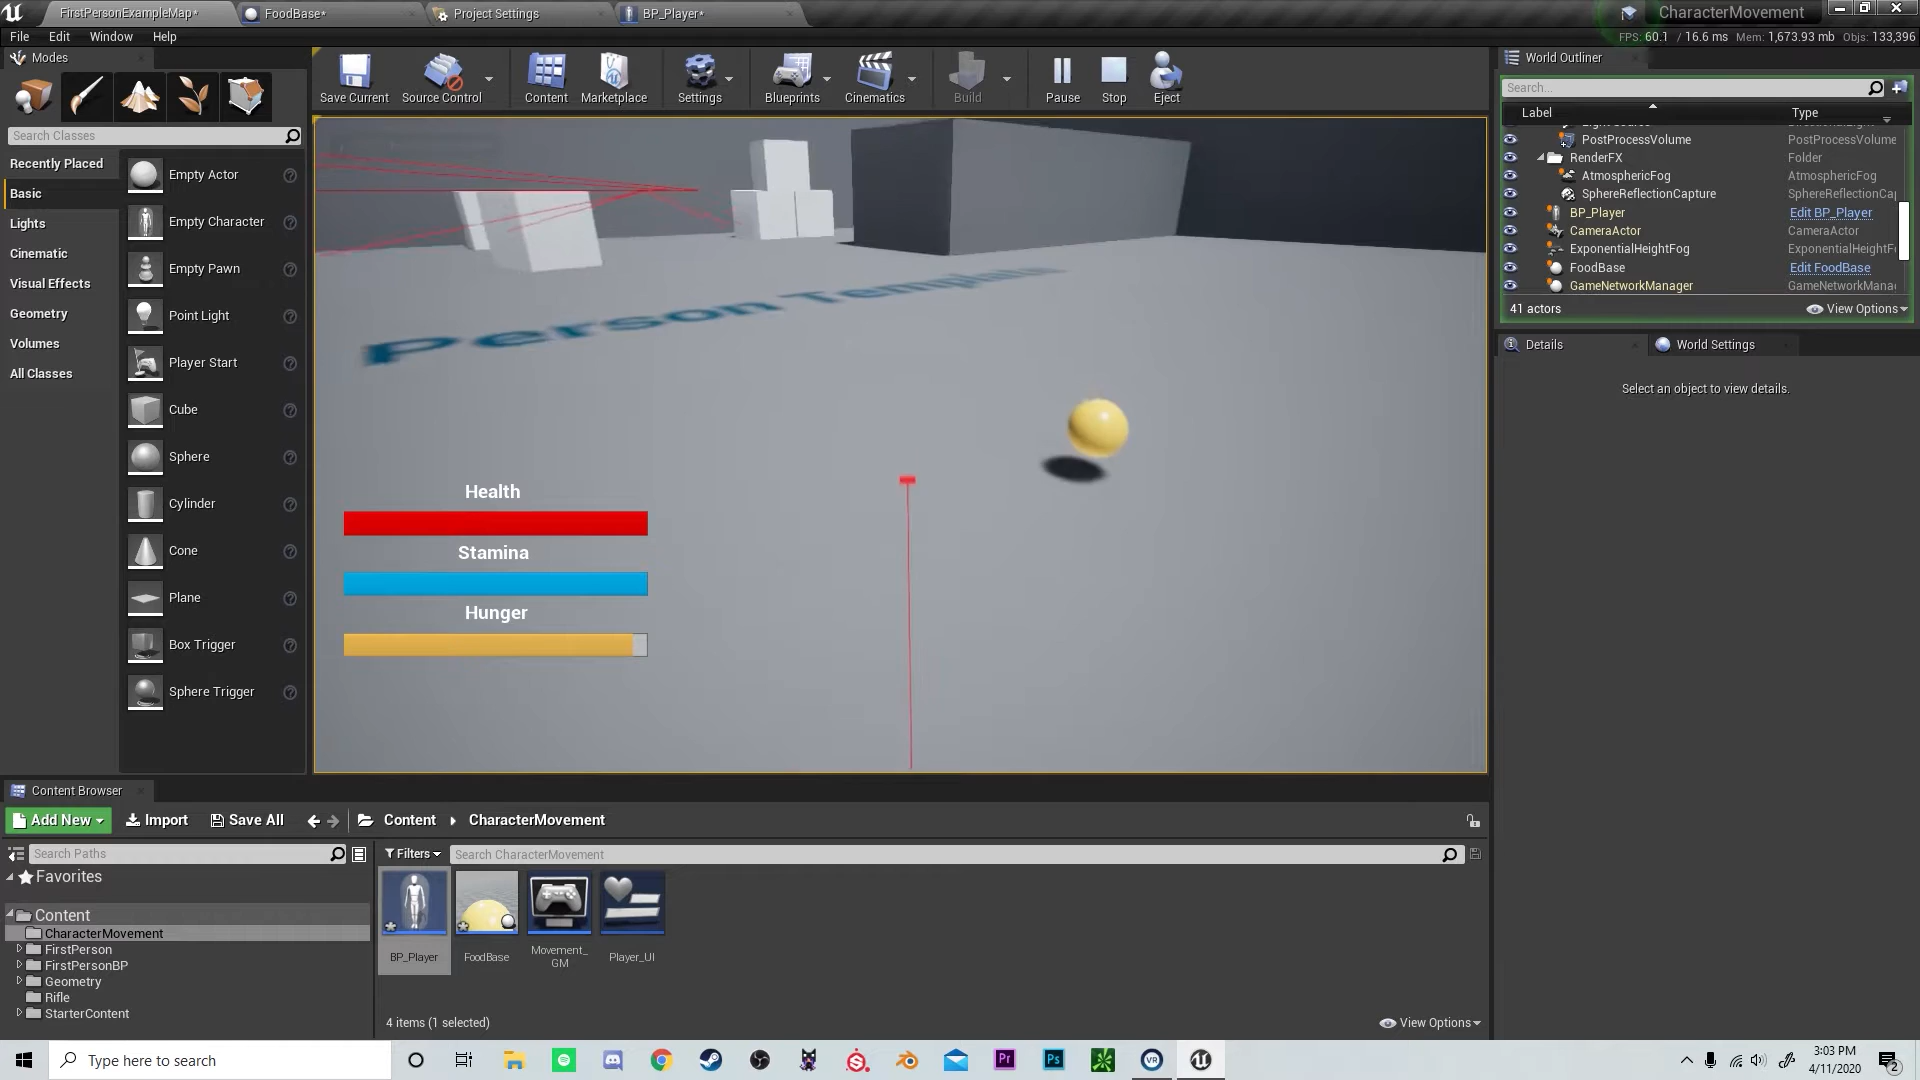 FirstPersonExampleMap*
FoodBase*
Project Settings
BP_Player*
CharacterMovement
File
Edit
Window
Help
FPS: 60.1 / 16.6 ms Mem: 1,673.93 mb Objs: 133,396
Modes
Search Classes
Recently Placed
Basic
Lights
Cinematic
Visual Effects
Geometry
Volumes
All Classes
Empty Actor
Empty Character
Empty Pawn
Point Light
Player Start
Cube
Sphere
Cylinder
Cone
Plane
Box Trigger
Sphere Trigger
Save Current
Source Control
Content
Marketplace
Settings
Blueprints
Cinematics
Build
Pause
Stop
Eject
Person Template
Health
Stamina
Hunger
World Outliner
Search...
Label
Type
PostProcessVolume
PostProcessVolume
RenderFX
Folder
AtmosphericFog
AtmosphericFog
SphereReflectionCapture
SphereReflectionCap
BP_Player
Edit BP_Player
CameraActor
CameraActor
ExponentialHeightFog
ExponentialHeightF
FoodBase
Edit FoodBase
GameNetworkManager
GameNetworkMana
41 actors
View Options
Details
World Settings
Select an object to view details.
Content Browser
Add New
Import
Save All
Content
CharacterMovement
Search Paths
Filters
Search CharacterMovement
Favorites
Content
CharacterMovement
FirstPerson
FirstPersonBP
Geometry
Rifle
StarterContent
BP_Player
FoodBase
Movement_
GM
Player_UI
4 items (1 selected)
View Options
Type here to search
VR
Pr
Ps
3:03 PM
4/11/2020
2